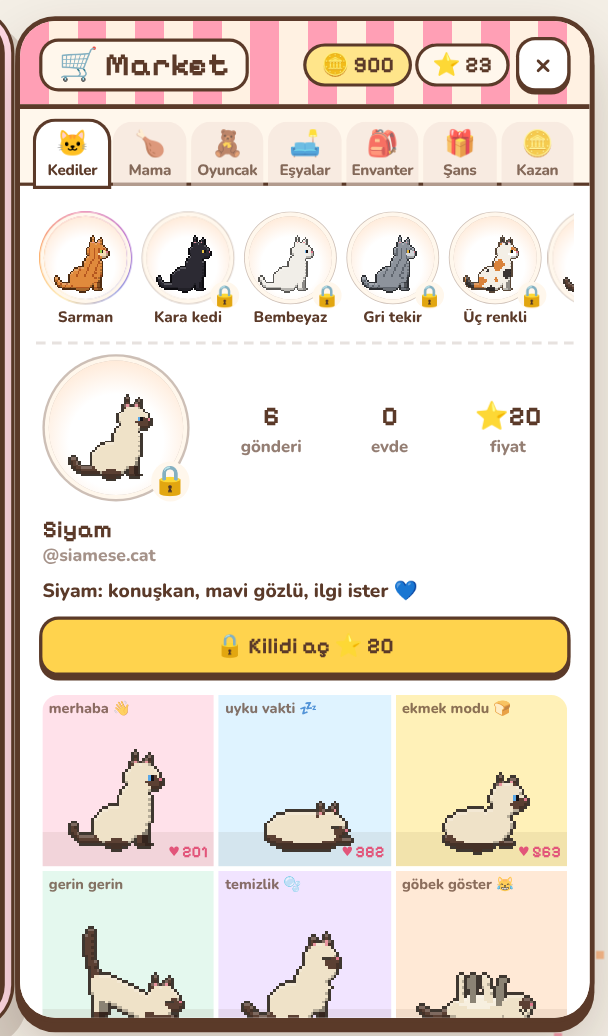 Market
900
23
×
Kediler
Mama
Oyuncak
Eşyalar
Envanter
Şans
Kazan
Sarman
Kara kedi
Bembeyaz
Gri tekir
Üç renkli
6
gönderi
0
evde
⭐20
fiyat
Siyam
@siamese.cat
Siyam: konuşkan, mavi gözlü, ilgi ister 💙
🔒 Kilidi aç ⭐ 20
merhaba 👋
uyku vakti 💤
ekmek modu 🍞
♥ 201
♥ 382
♥ 563
gerin gerin
temizlik 🫧
göbek göster 😹